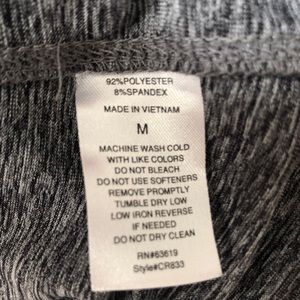 92%POLYESTER
8%SPANDEX
MADE IN VIETNAM
M
MACHINE WASH COLD
WITH LIKE COLORS
DO NOT BLEACH
DO NOT USE SOFTENERS
REMOVE PROMPTLY
TUMBLE DRY LOW
LOW IRON REVERSE
IF NEEDED
DO NOT DRY CLEAN
RN#63619
Style#CR833